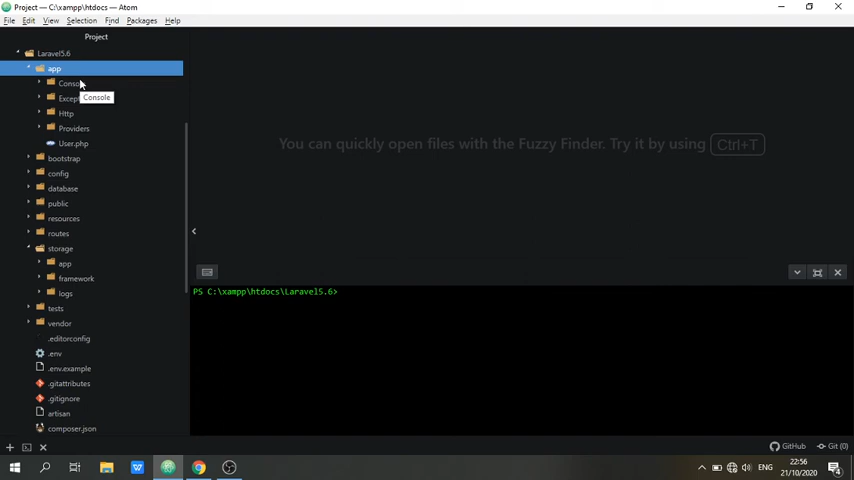 Project — C:\xampp\htdocs — Atom
File Edit View Selection Find Packages Help
Project
Laravel5.6
app
Console
Console
Http
Providers
User.php
bootstrap
config
database
public
resources
routes
storage
app
framework
logs
tests
vendor
.editorconfig
.env
.env.example
.gitattributes
.gitignore
artisan
composer.json
You can quickly open files with the Fuzzy Finder. Try it by using Ctrl+T
PS C:\xampp\htdocs\Laravel5.6>
GitHub Git (0)
ENG
22:56
21/10/2020
4